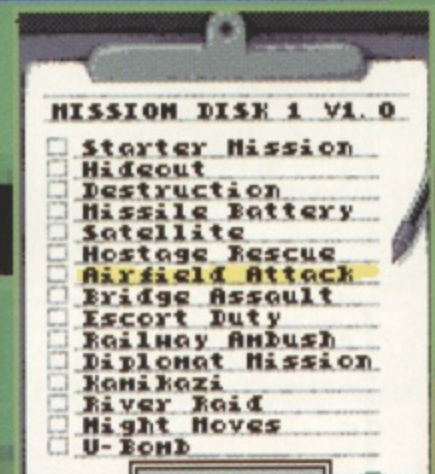 MISSION DISK 1 V1.0
Starter Mission
Hideout
Destruction
Missile Battery
Satellite
Hostage Rescue
Airfield Attack
Bridge Assault
Escort Duty
Railway Ambush
Diplomat Mission
Kamikazi
River Raid
Night Moves
U-Bomb